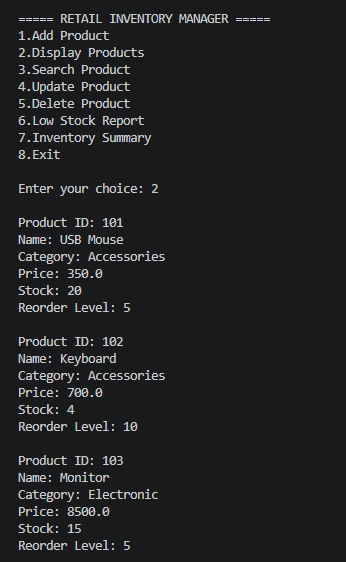 ===== RETAIL INVENTORY MANAGER =====
1.Add Product
2.Display Products
3.Search Product
4.Update Product
5.Delete Product
6.Low Stock Report
7.Inventory Summary
8.Exit
Enter your choice: 2
Product ID: 101
Name: USB Mouse
Category: Accessories
Price: 350.0
Stock: 20
Reorder Level: 5
Product ID: 102
Name: Keyboard
Category: Accessories
Price: 700.0
Stock: 4
Reorder Level: 10
Product ID: 103
Name: Monitor
Category: Electronic
Price: 8500.0
Stock: 15
Reorder Level: 5